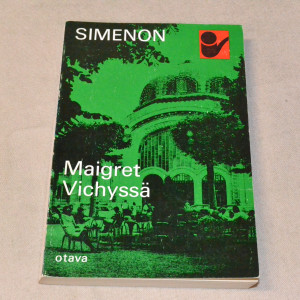 SIMENON
Maigret
Vichyssä
otava